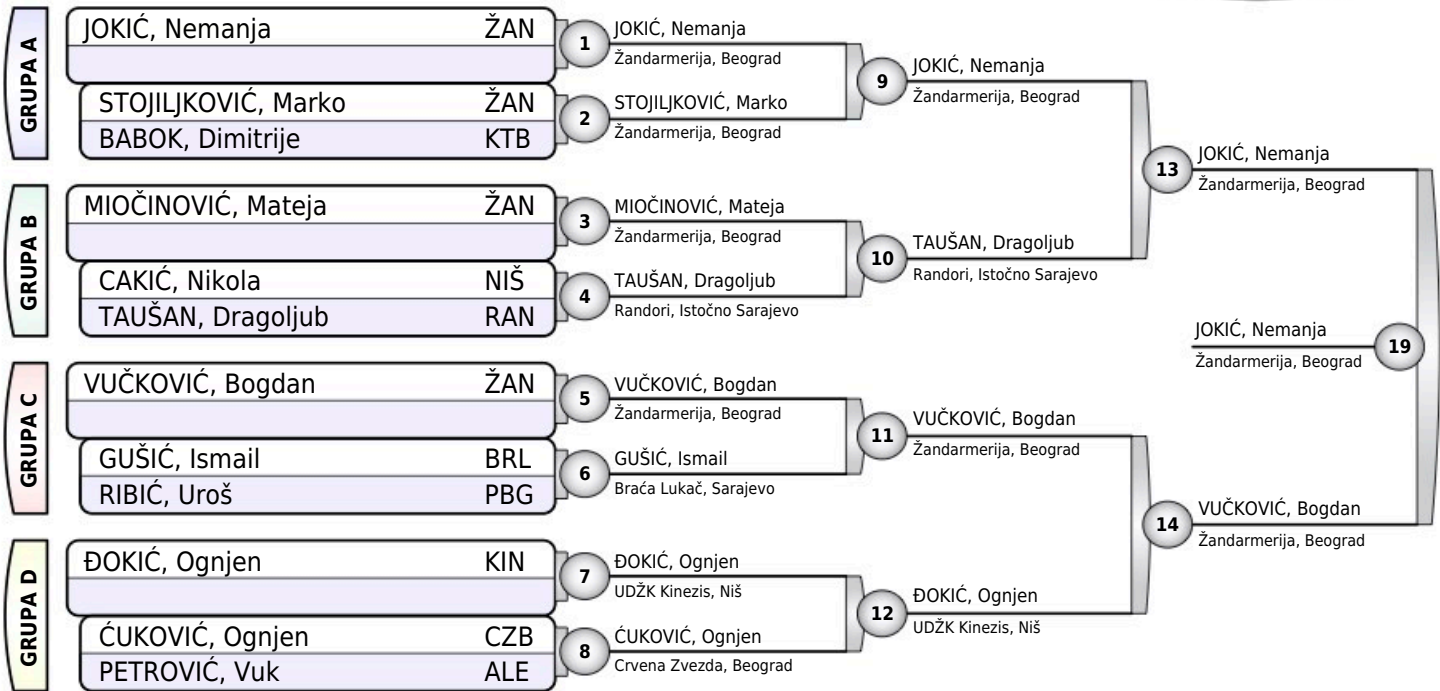 GRUPA A
JOKIĆ, Nemanja ŽAN
STOJILJKOVIĆ, Marko ŽAN
BABOK, Dimitrije KTB
GRUPA B
MIOČINOVIĆ, Mateja ŽAN
CAKIĆ, Nikola NIŠ
TAUŠAN, Dragoljub RAN
GRUPA C
VUČKOVIĆ, Bogdan ŽAN
GUŠIĆ, Ismail BRL
RIBIĆ, Uroš PBG
GRUPA D
ĐOKIĆ, Ognjen KIN
ĆUKOVIĆ, Ognjen CZB
PETROVIĆ, Vuk ALE
1
JOKIĆ, Nemanja
Žandarmerija, Beograd
2
STOJILJKOVIĆ, Marko
Žandarmerija, Beograd
3
MIOČINOVIĆ, Mateja
Žandarmerija, Beograd
4
TAUŠAN, Dragoljub
Randori, Istočno Sarajevo
5
VUČKOVIĆ, Bogdan
Žandarmerija, Beograd
6
GUŠIĆ, Ismail
Braća Lukač, Sarajevo
7
ĐOKIĆ, Ognjen
UDŽK Kinezis, Niš
8
ĆUKOVIĆ, Ognjen
Crvena Zvezda, Beograd
9
JOKIĆ, Nemanja
Žandarmerija, Beograd
10
TAUŠAN, Dragoljub
Randori, Istočno Sarajevo
11
VUČKOVIĆ, Bogdan
Žandarmerija, Beograd
12
ĐOKIĆ, Ognjen
UDŽK Kinezis, Niš
13
JOKIĆ, Nemanja
Žandarmerija, Beograd
14
VUČKOVIĆ, Bogdan
Žandarmerija, Beograd
JOKIĆ, Nemanja
Žandarmerija, Beograd
19